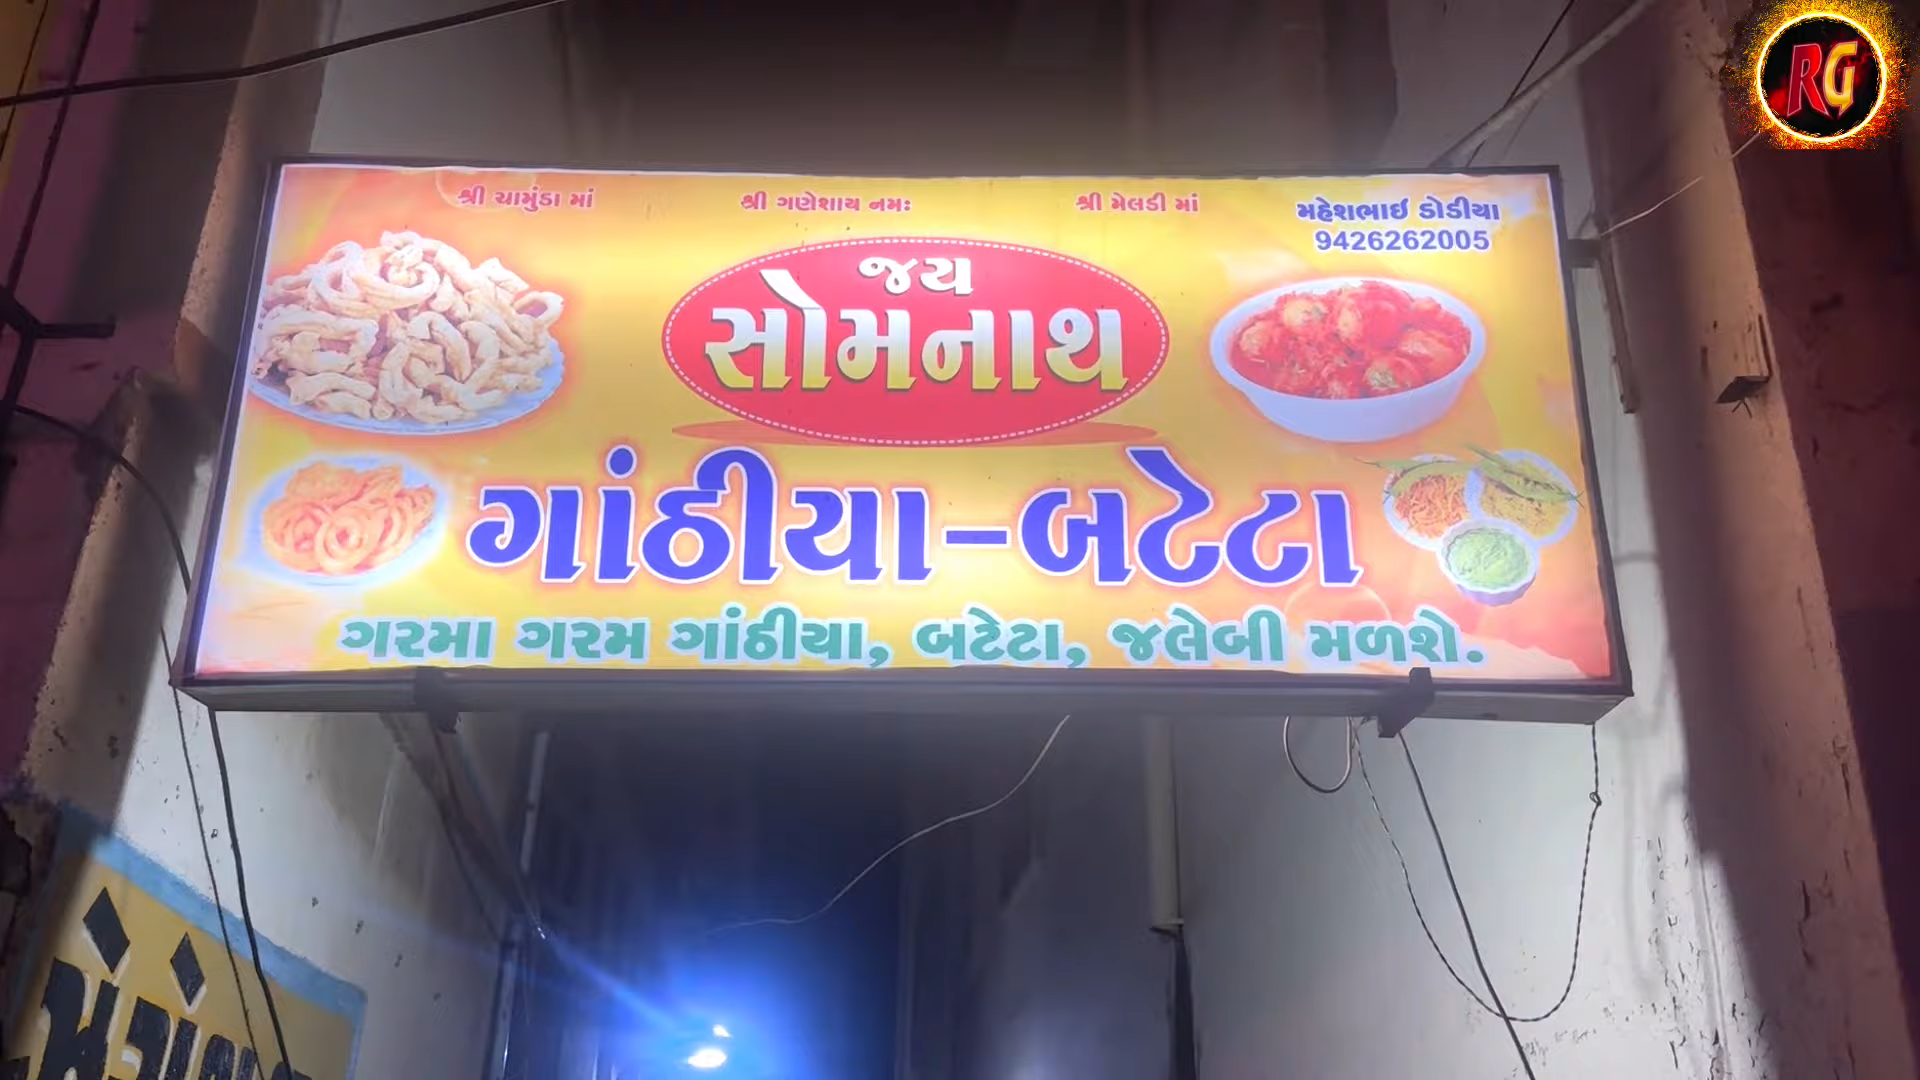 RG
શ્રી ચામુંડા માં
શ્રી ગણેશાય નમઃ
શ્રી મેલડી માં
મહેશભાઇ ડોડીયા
9426262005
જય
સોમનાથ
ગાંઠીયા-બટેટા
ગરમા ગરમ ગાંઠીયા, બટેટા, જલેબી મળશે.